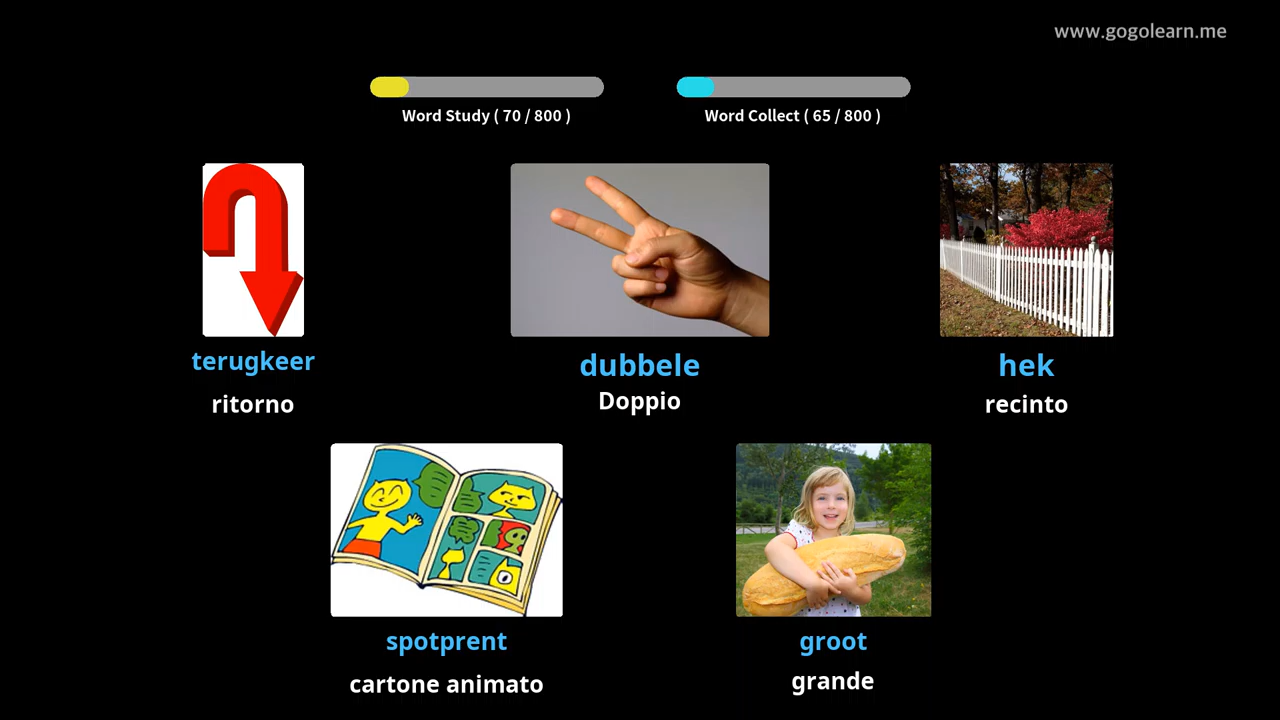 www.gogolearn.me
Word Study ( 70 / 800 )
Word Collect ( 65 / 800 )
terugkeer
ritorno
dubbele
Doppio
hek
recinto
spotprent
cartone animato
groot
grande